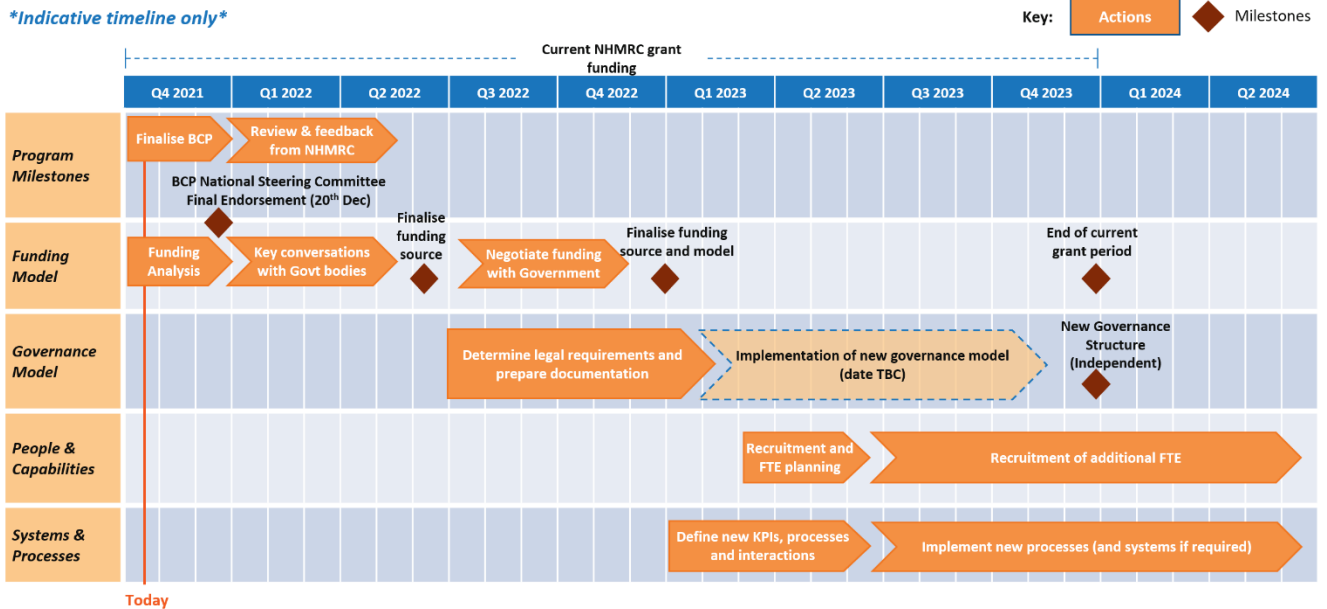 *Indicative timeline only*
Key:
Actions
Milestones
Current NHMRC grant
funding
Q4 2021
Q1 2022
Q2 2022
Q3 2022
Q4 2022
Q1 2023
Q2 2023
Q3 2023
Q4 2023
Q1 2024
Q2 2024
Program
Milestones
Finalise BCP
Review & feedback
from NHMRC
BCP National Steering Committee
Final Endorsement (20th Dec)
Funding
Model
Funding
Analysis
Key conversations
with Govt bodies
Finalise
funding
source
Negotiate funding
with Government
Finalise funding
source and model
End of current
grant period
Governance
Model
Determine legal requirements and
prepare documentation
Implementation of new governance model
(date TBC)
New Governance
Structure
(Independent)
People &
Capabilities
Recruitment and
FTE planning
Recruitment of additional FTE
Systems &
Processes
Define new KPIs, processes
and interactions
Implement new processes (and systems if required)
Today